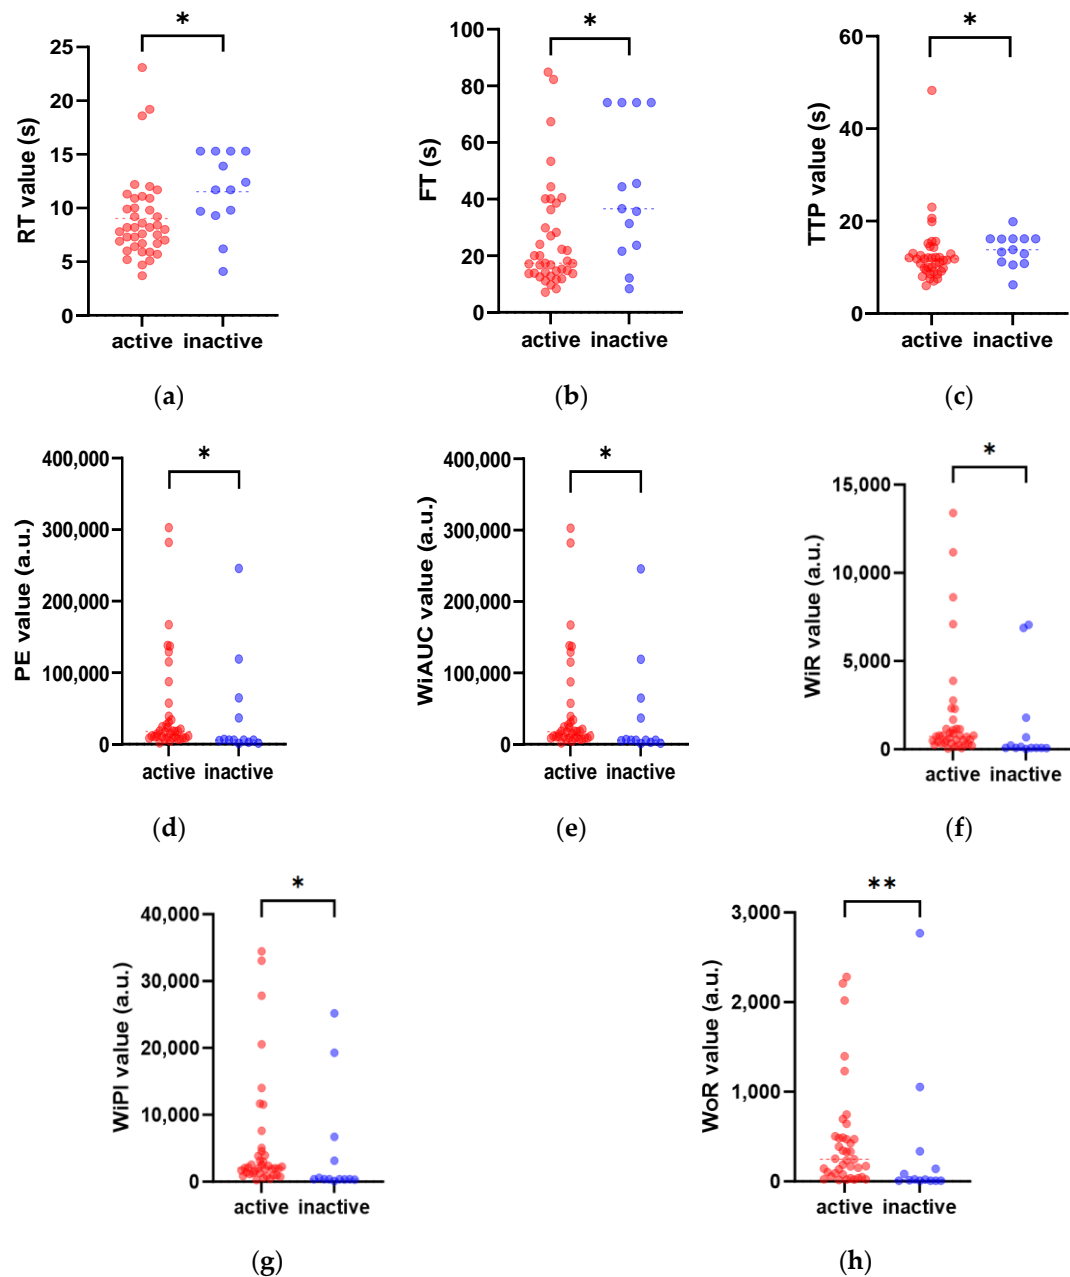 *
RT value (s)
25
20
15
10
5
0
active inactive
(a)
*
FT (s)
100
80
60
40
20
0
active inactive
(b)
*
TTP value (s)
60
40
20
0
active inactive
(c)
*
PE value (a.u.)
400,000
300,000
200,000
100,000
0
active inactive
(d)
*
WiAUC value (a.u.)
400,000
300,000
200,000
100,000
0
active inactive
(e)
*
WiR value (a.u.)
15,000
10,000
5,000
0
active inactive
(f)
*
WiPI value (a.u.)
40,000
30,000
20,000
10,000
0
active inactive
(g)
**
WoR value (a.u.)
3,000
2,000
1,000
0
active inactive
(h)